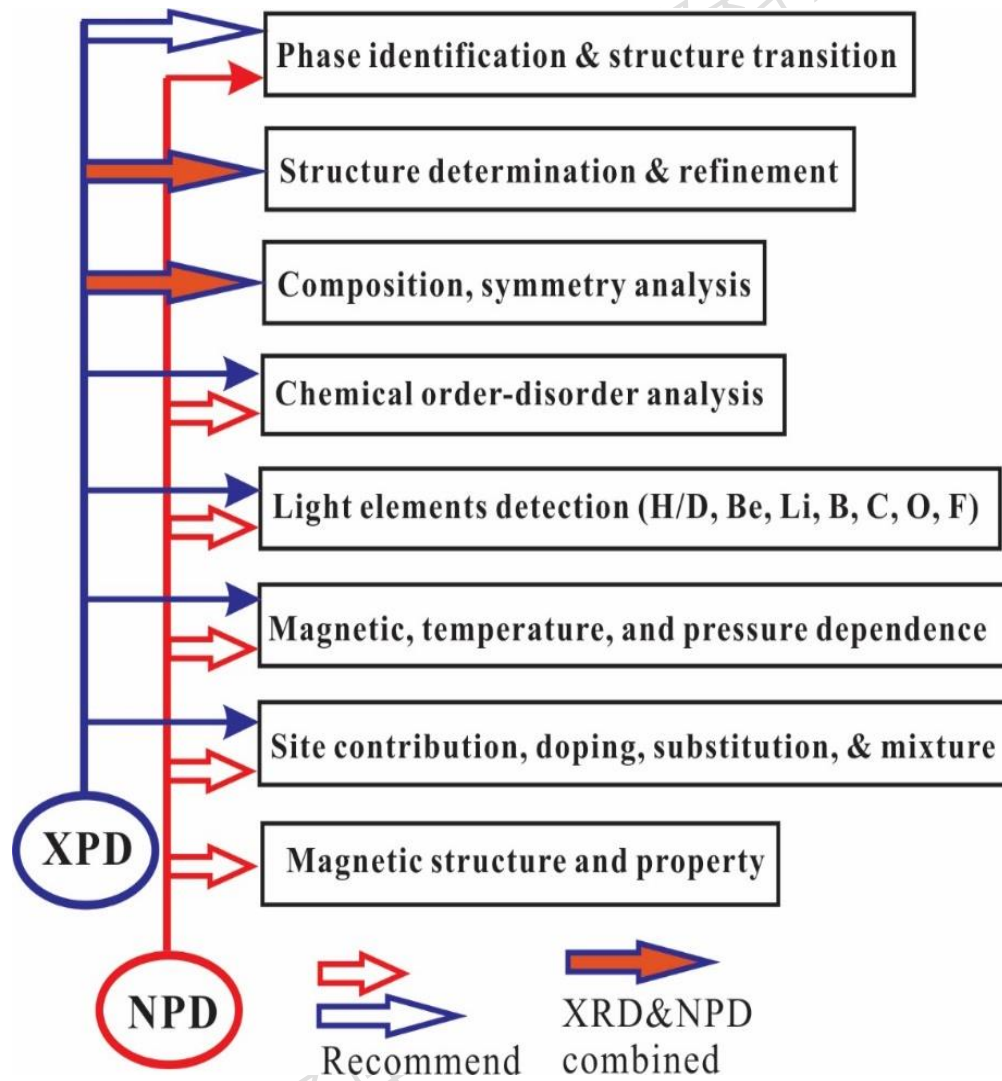 Phase identification & structure transition
Structure determination & refinement
Composition, symmetry analysis
Chemical order-disorder analysis
Light elements detection (H/D, Be, Li, B, C, O, F)
Magnetic, temperature, and pressure dependence
Site contribution, doping, substitution, & mixture
XPD
Magnetic structure and property
NPD
Recommend
XRD&NPD
combined